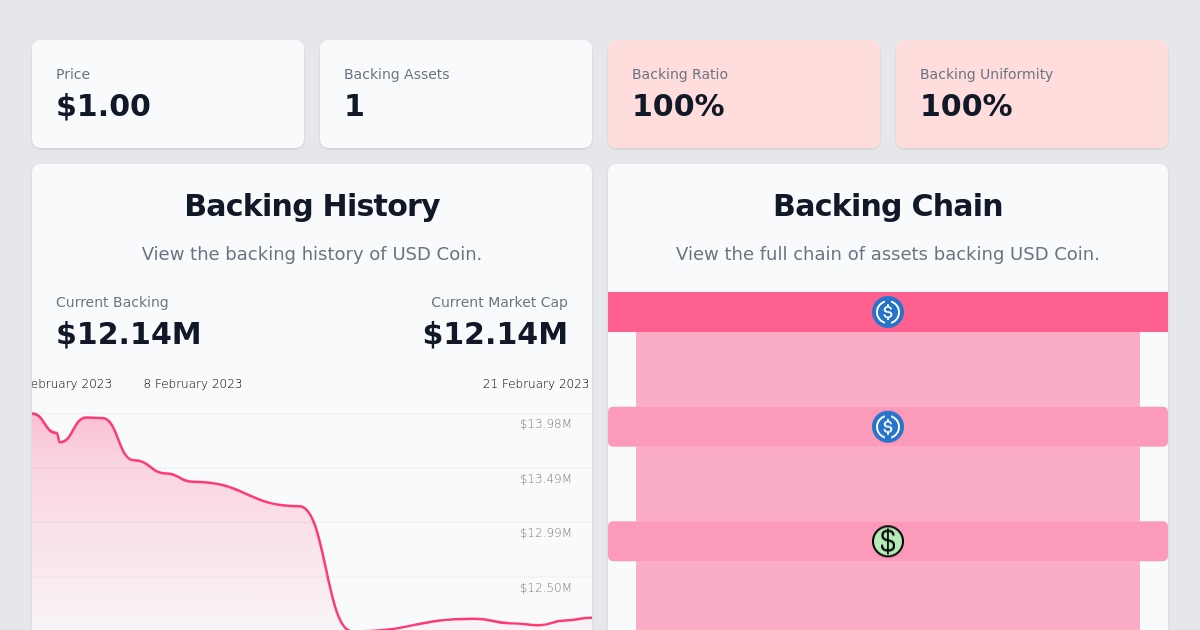 Price
$1.00
Backing Assets
1
Backing Ratio
100%
Backing Uniformity
100%
Backing History
View the backing history of USD Coin.
Current Backing
$12.14M
Current Market Cap
$12.14M
ebruary 2023
8 February 2023
21 February 2023
$13.98M
$13.49M
$12.99M
$12.50M
Backing Chain
View the full chain of assets backing USD Coin.
$
$
$